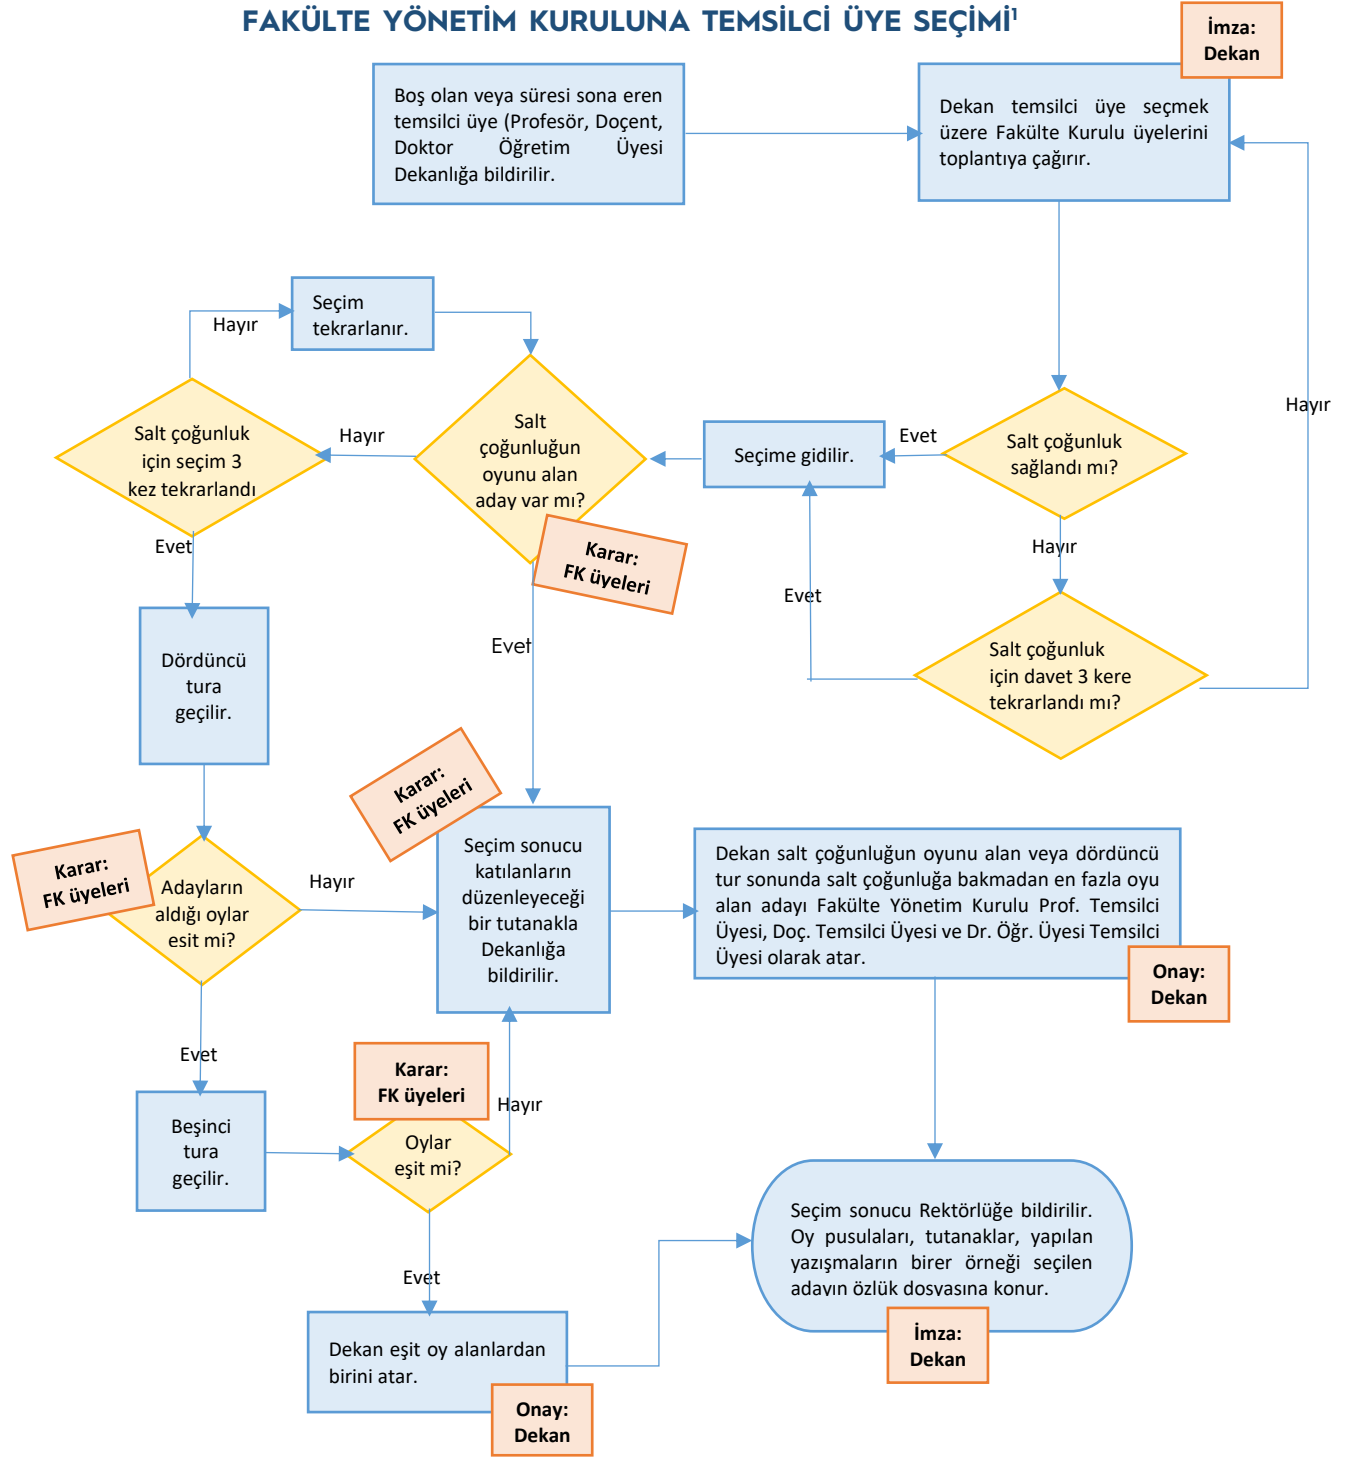 FAKÜLTE YÖNETİM KURULUNA TEMSİLCİ ÜYE SEÇİMİ¹
İmza:
Dekan
Boş olan veya süresi sona eren
temsilci üye (Profesör, Doçent,
Doktor Öğretim Üyesi
Dekanlığa bildirilir.
Dekan temsilci üye seçmek
üzere Fakülte Kurulu üyelerini
toplantıya çağırır.
Seçim
tekrarlanır.
Hayır
Hayır
Salt çoğunluk
için seçim 3
kez tekrarlandı
Hayır
Salt
çoğunluğun
oyunu alan
aday var mı?
Seçime gidilir.
Evet
Salt çoğunluk
sağlandı mı?
Karar:
FK üyeleri
Evet
Hayır
Evet
Evet
Salt çoğunluk
için davet 3 kere
tekrarlandı mı?
Dördüncü
tura
geçilir.
Karar:
FK üyeleri
Karar:
FK üyeleri
Adayların
aldığı oylar
esit mi?
Hayır
Seçim sonucu
katılanların
düzenleyeceği
bir tutanakla
Dekanlığa
bildirilir.
Dekan salt çoğunluğun oyunu alan veya dördüncü
tur sonunda salt çoğunluğa bakmadan en fazla oyu
alan adayı Fakülte Yönetim Kurulu Prof. Temsilci
Üyesi, Doç. Temsilci Üyesi ve Dr. Öğr. Üyesi Temsilci
Üyesi olarak atar.
Onay:
Dekan
Evet
Karar:
FK üyeleri
Hayır
Beşinci
tura
geçilir.
Oylar
eşit mi?
Evet
Seçim sonucu Rektörlüğe bildirilir.
Oy pusulaları, tutanaklar, yapılan
yazışmaların birer örneği seçilen
adayın özlük dosyasına konur.
İmza:
Dekan
Dekan eşit oy alanlardan
birini atar.
Onay:
Dekan